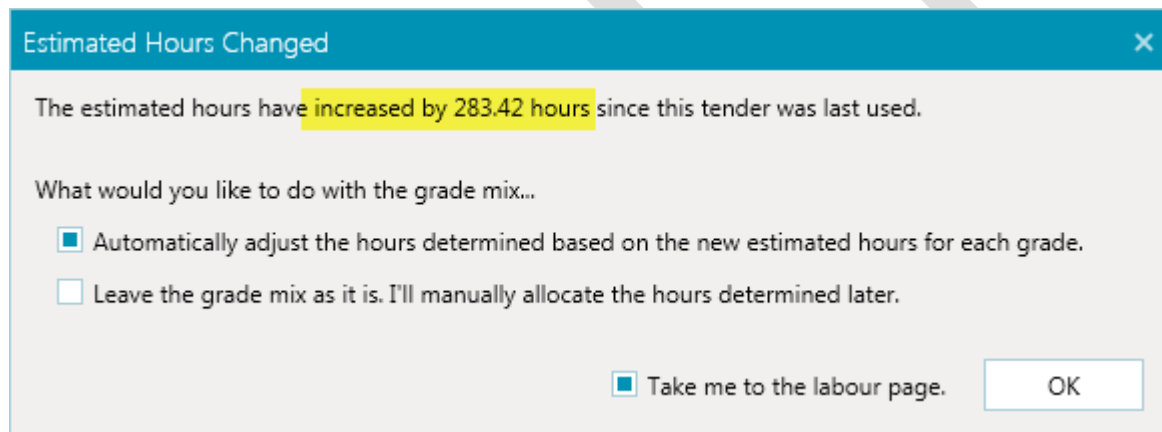 Estimated Hours Changed
The estimated hours have increased by 283.42 hours since this tender was last used.
What would you like to do with the grade mix...
Automatically adjust the hours determined based on the new estimated hours for each grade.
Leave the grade mix as it is. I'll manually allocate the hours determined later.
Take me to the labour page. OK